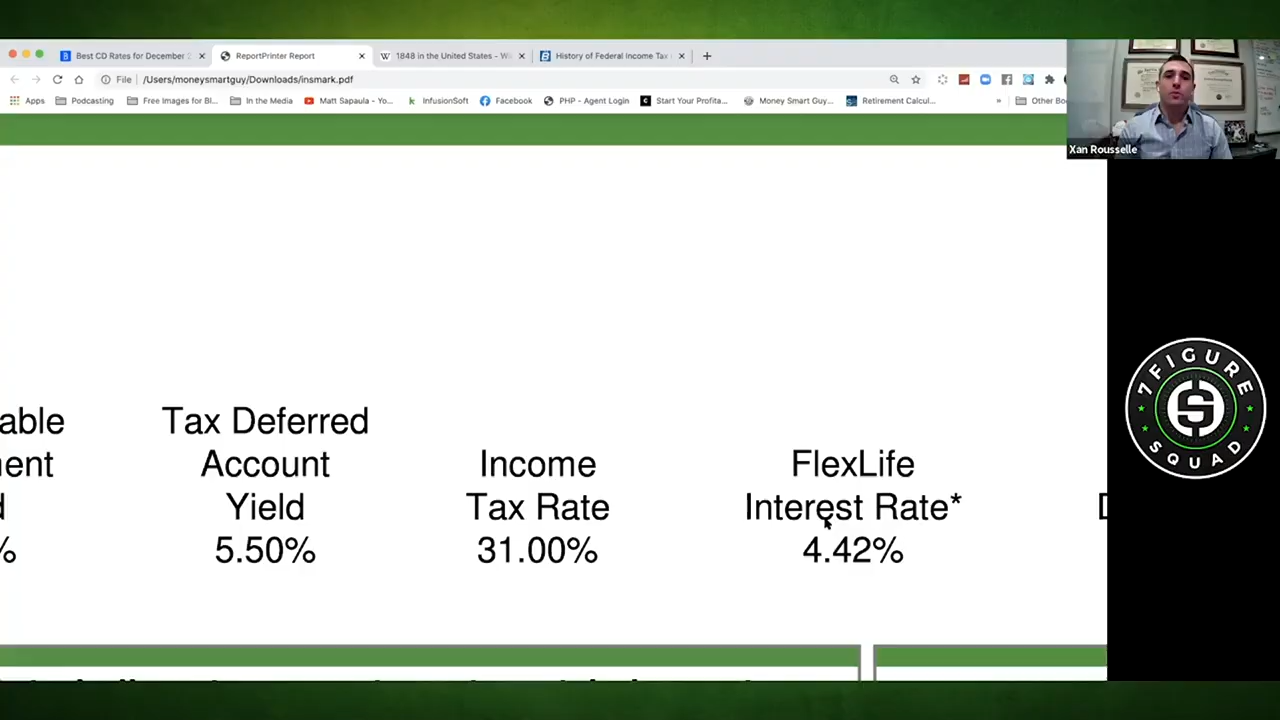 Best CD Rates for December 2
ReportPrinter Report
1848 in the United States - Wi
History of Federal Income Tax
File /Users/moneysmartguy/Downloads/insmark.pdf
Apps Podcasting Free Images for Bl... In the Media Matt Sapaula - Yo... InfusionSoft Facebook PHP - Agent Login Start Your Profita... Money Smart Guy... Retirement Calcul... » Other Bo
Xan Rousselle
able
ent
%
Tax Deferred
Account
Yield
5.50%
Income
Tax Rate
31.00%
FlexLife
Interest Rate*
4.42%
7FIGURE
SQUAD